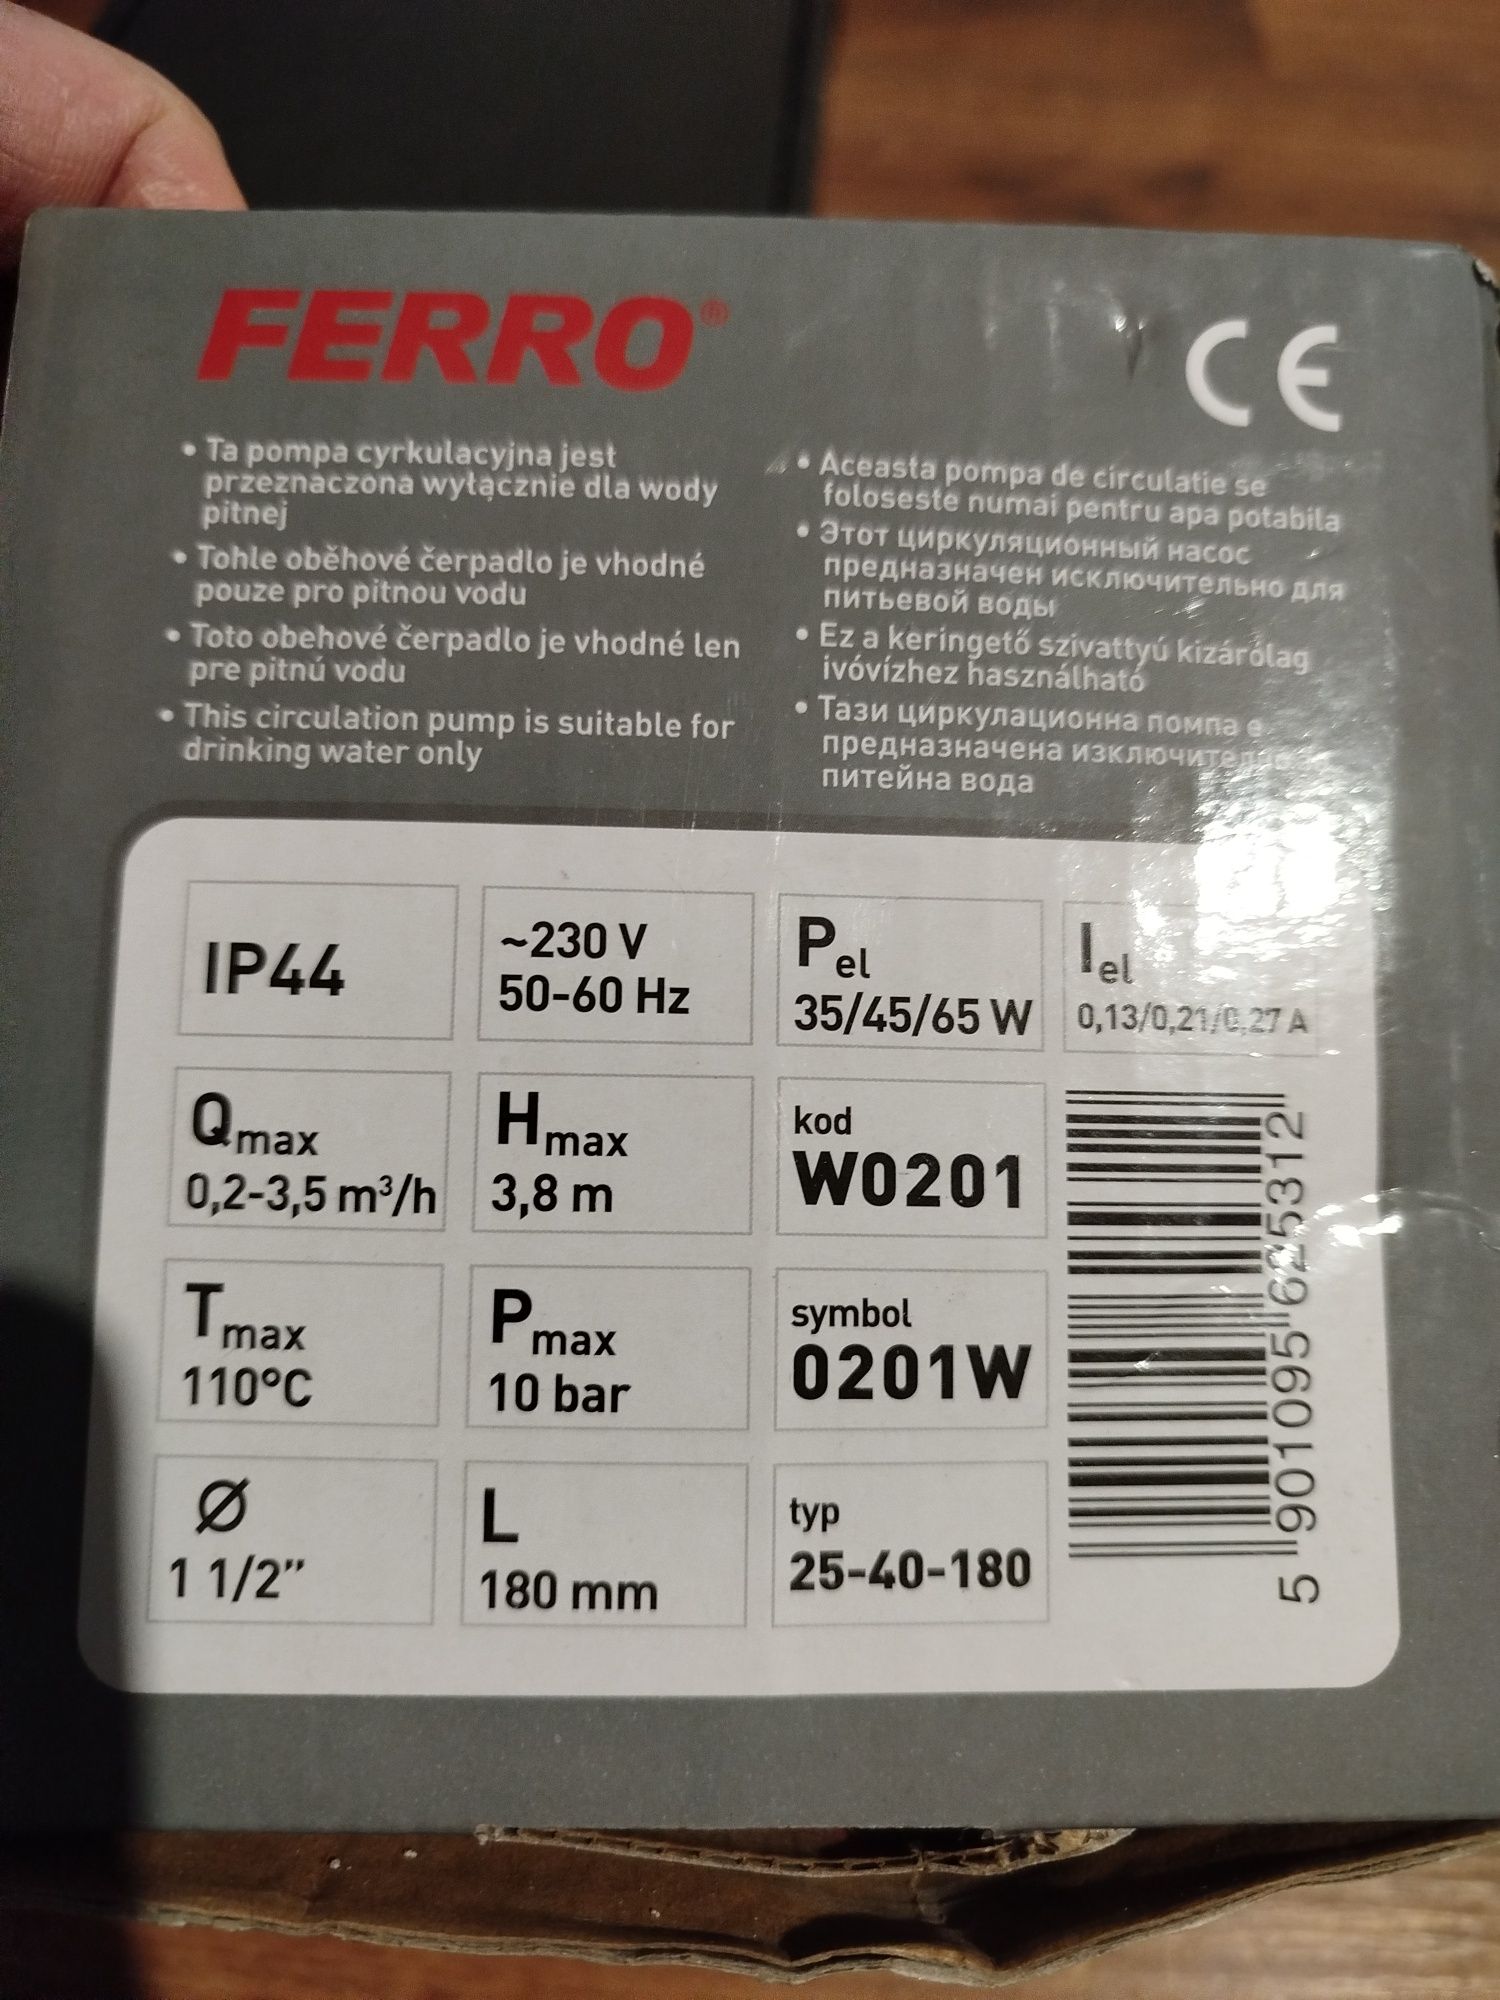 FERRO®
CE
• Ta pompa cyrkulacyjna jest
przeznaczona wyłącznie dla wody
pitnej
• Tohle oběhové čerpadlo je vhodné
pouze pro pitnou vodu
• Toto obehové čerpadlo je vhodné len
pre pitnú vodu
• This circulation pump is suitable for
drinking water only
• Aceasta pompa de circulatie se
foloseste numai pentru apa potabila
• Этот циркуляционный насос
предназначен исключительно для
питьевой воды
• Ez a keringető szivattyú kizárólag
ivóvízhez használható
• Тази циркулационна помпа е
предназначена
питейна вода
IP44
~230 V
50-60 Hz
Pel
35/45/65 W
Iel
0,13/0,21/0,27 A
Qmax
0,2-3,5 m³/h
Hmax
3,8 m
kod
W0201
Tmax
110°C
Pmax
10 bar
symbol
0201W
Ø
1 1/2”
L
180 mm
typ
25-40-180
5 901095 625312